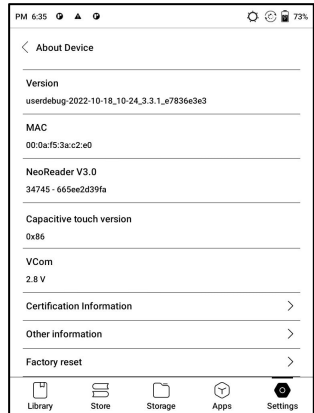 PM 6:35
73%
About Device
Version
userdebug-2022-10-18_10-24_3.3.1_e7836e3e3
MAC
00:0a:f5:3a:c2:e0
NeoReader V3.0
34745 - 665ee2d39fa
Capacitive touch version
0x86
VCom
2.8 V
Certification Information
Other information
Factory reset
Library Store Storage Apps Settings